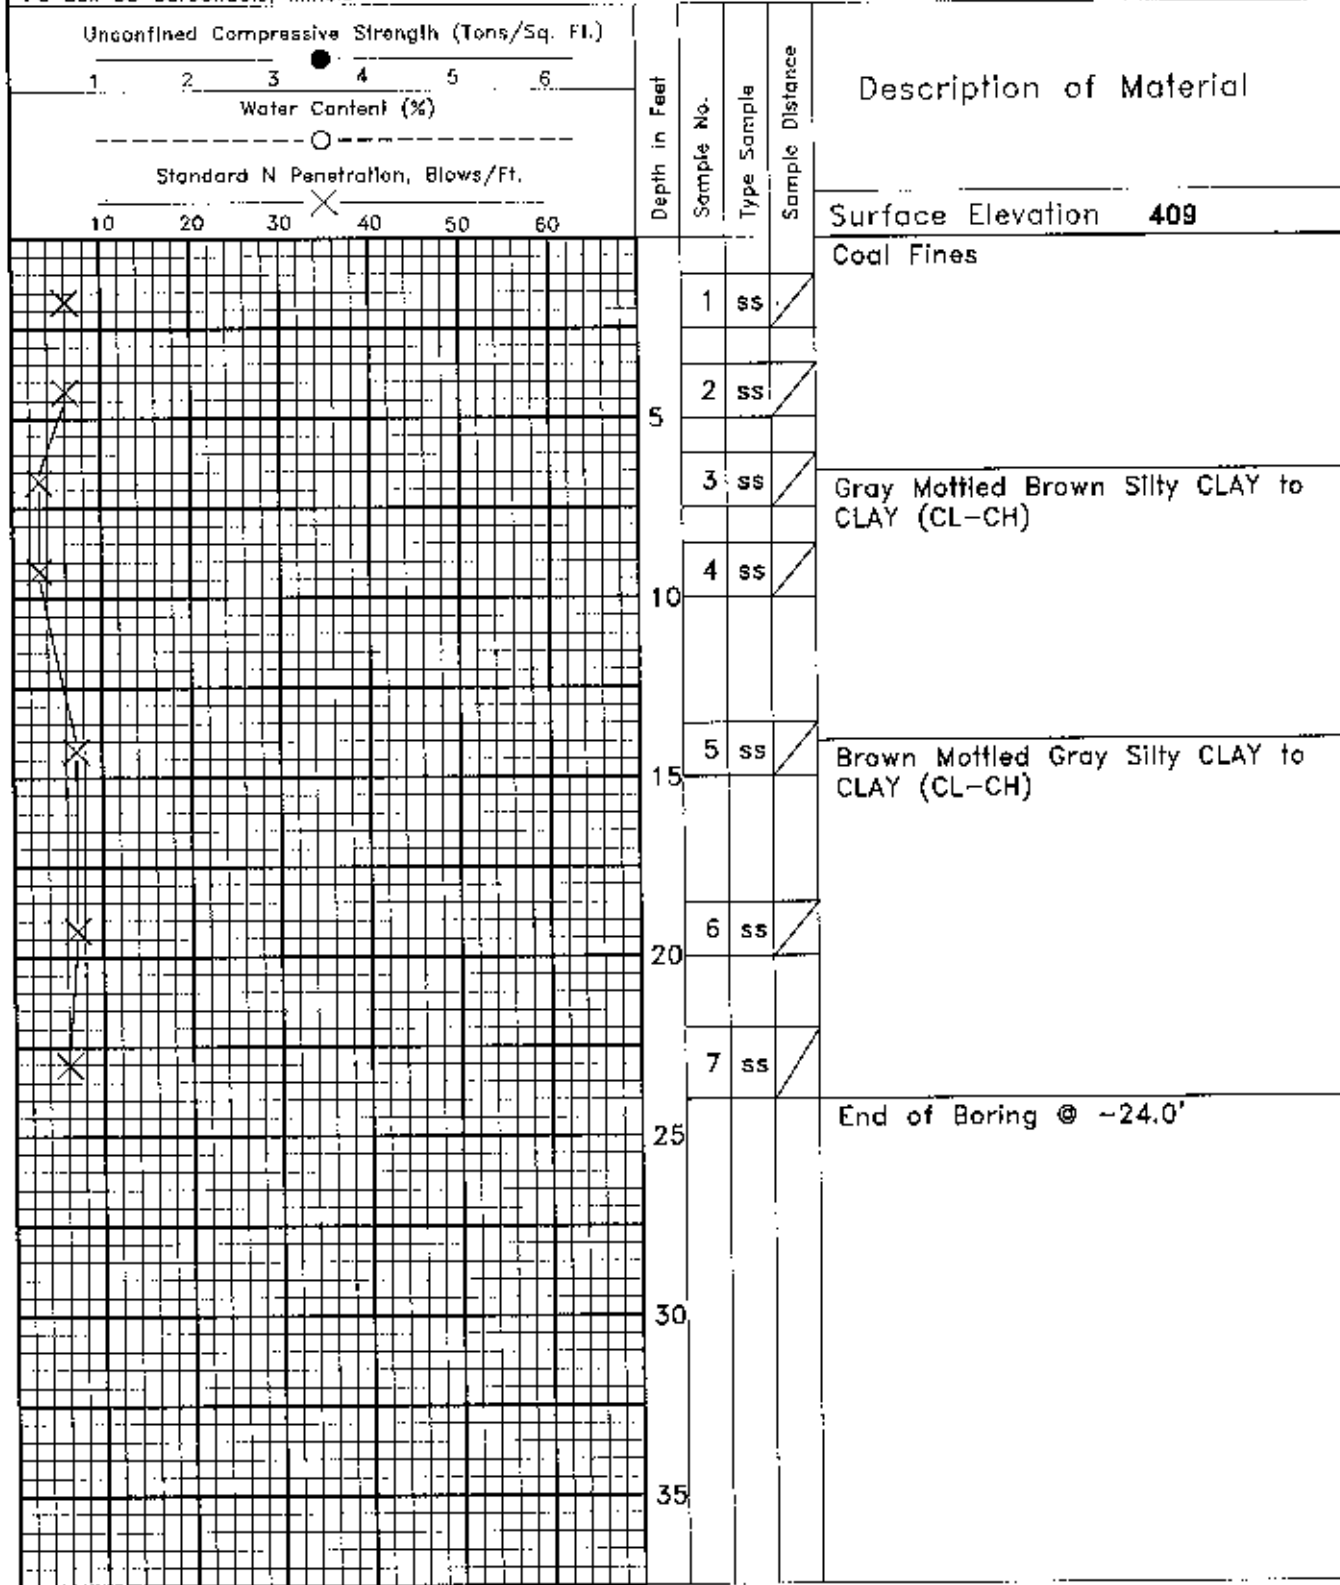 Unconfined Compressive Strength (Tons/Sq. Ft.)
1 2 3 4 5 6
Water Content (%)
Standard N Penetration, Blows/Ft.
10 20 30 40 50 60
Depth in Feet
Sample No.
Type Sample
Sample Distance
Description of Material
Surface Elevation 409
Coal Fines
1 ss
2 ss
5
3 ss
Gray Mottled Brown Silty CLAY to
CLAY (CL-CH)
4 ss
10
5 ss
Brown Mottled Gray Silty CLAY to
CLAY (CL-CH)
15
6 ss
20
7 ss
End of Boring @ -24.0'
25
30
35